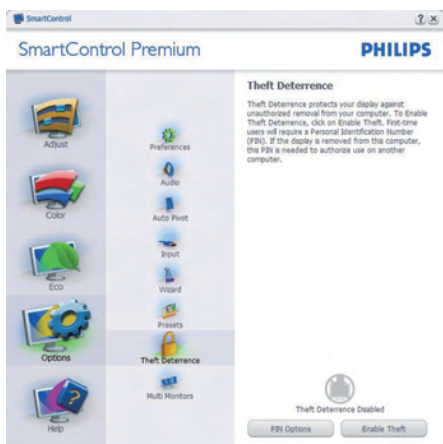 SmartControl
SmartControl Premium
PHILIPS
Adjust
Color
Eco
Options
Help
Preferences
Audio
Auto Pivot
Input
Wizard
Presets
Theft Deterrence
Multi Monitors
Theft Deterrence
Theft Deterrence protects your display against
unauthorized removal from your computer. To Enable
Theft Deterrence, click on Enable Theft. First-time
users will require a Personal Identification Number
(PIN). If the display is removed from this computer,
this PIN is needed to authorize use on another
computer.
Theft Deterrence Disabled
PIN Options
Enable Theft